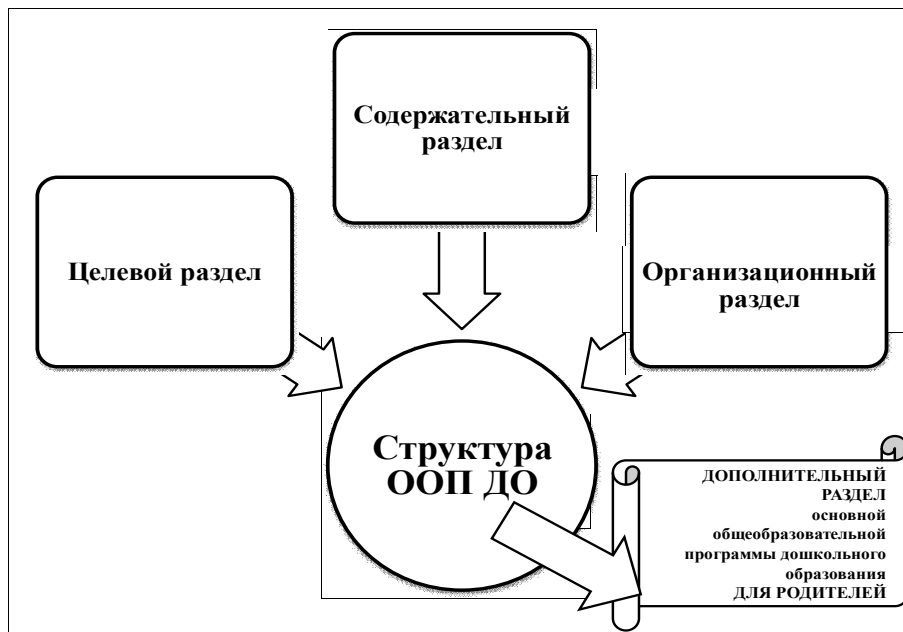 Содержательный
раздел
Целевой раздел
Организационный
раздел
Структура
ООП ДО
ДОПОЛНИТЕЛЬНЫЙ
РАЗДЕЛ
основной
общеобразовательной
программы дошкольного
образования
ДЛЯ РОДИТЕЛЕЙ